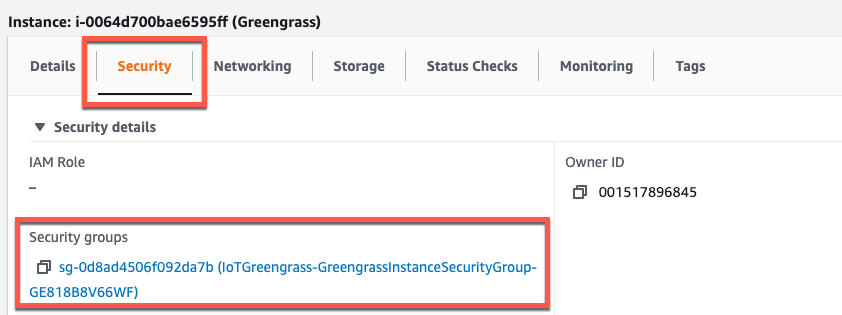 Instance: i-0064d700bae6595ff (Greengrass)
Details Security Networking Storage Status Checks Monitoring Tags
▼ Security details
IAM Role
–
Owner ID
001517896845
Security groups
sg-0d8ad4506f092da7b (IoTGreengrass-GreengrassInstanceSecurityGroup-
GE818B8V66WF)